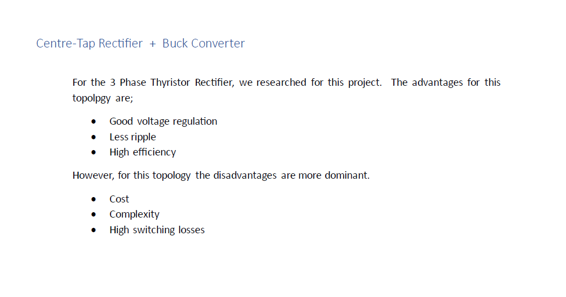 Centre-Tap Rectifier + Buck Converter
For the 3 Phase Thyristor Rectifier, we researched for this project. The advantages for this
topolpgy are;
• Good voltage regulation
• Less ripple
• High efficiency
However, for this topology the disadvantages are more dominant.
• Cost
• Complexity
• High switching losses